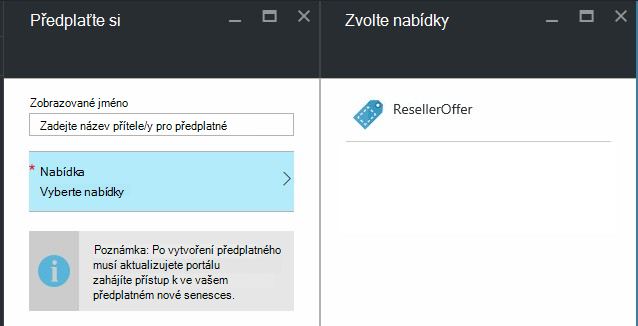 Předplaťte si
Zvolte nabídky
Zobrazované jméno
Zadejte název přítele/y pro předplatné
* Nabídka
Vyberte nabídky
Poznámka: Po vytvoření předplatného
musí aktualizujete portálu
zahájíte přístup k ve vašem
předplatném nové senesces.
ResellerOffer